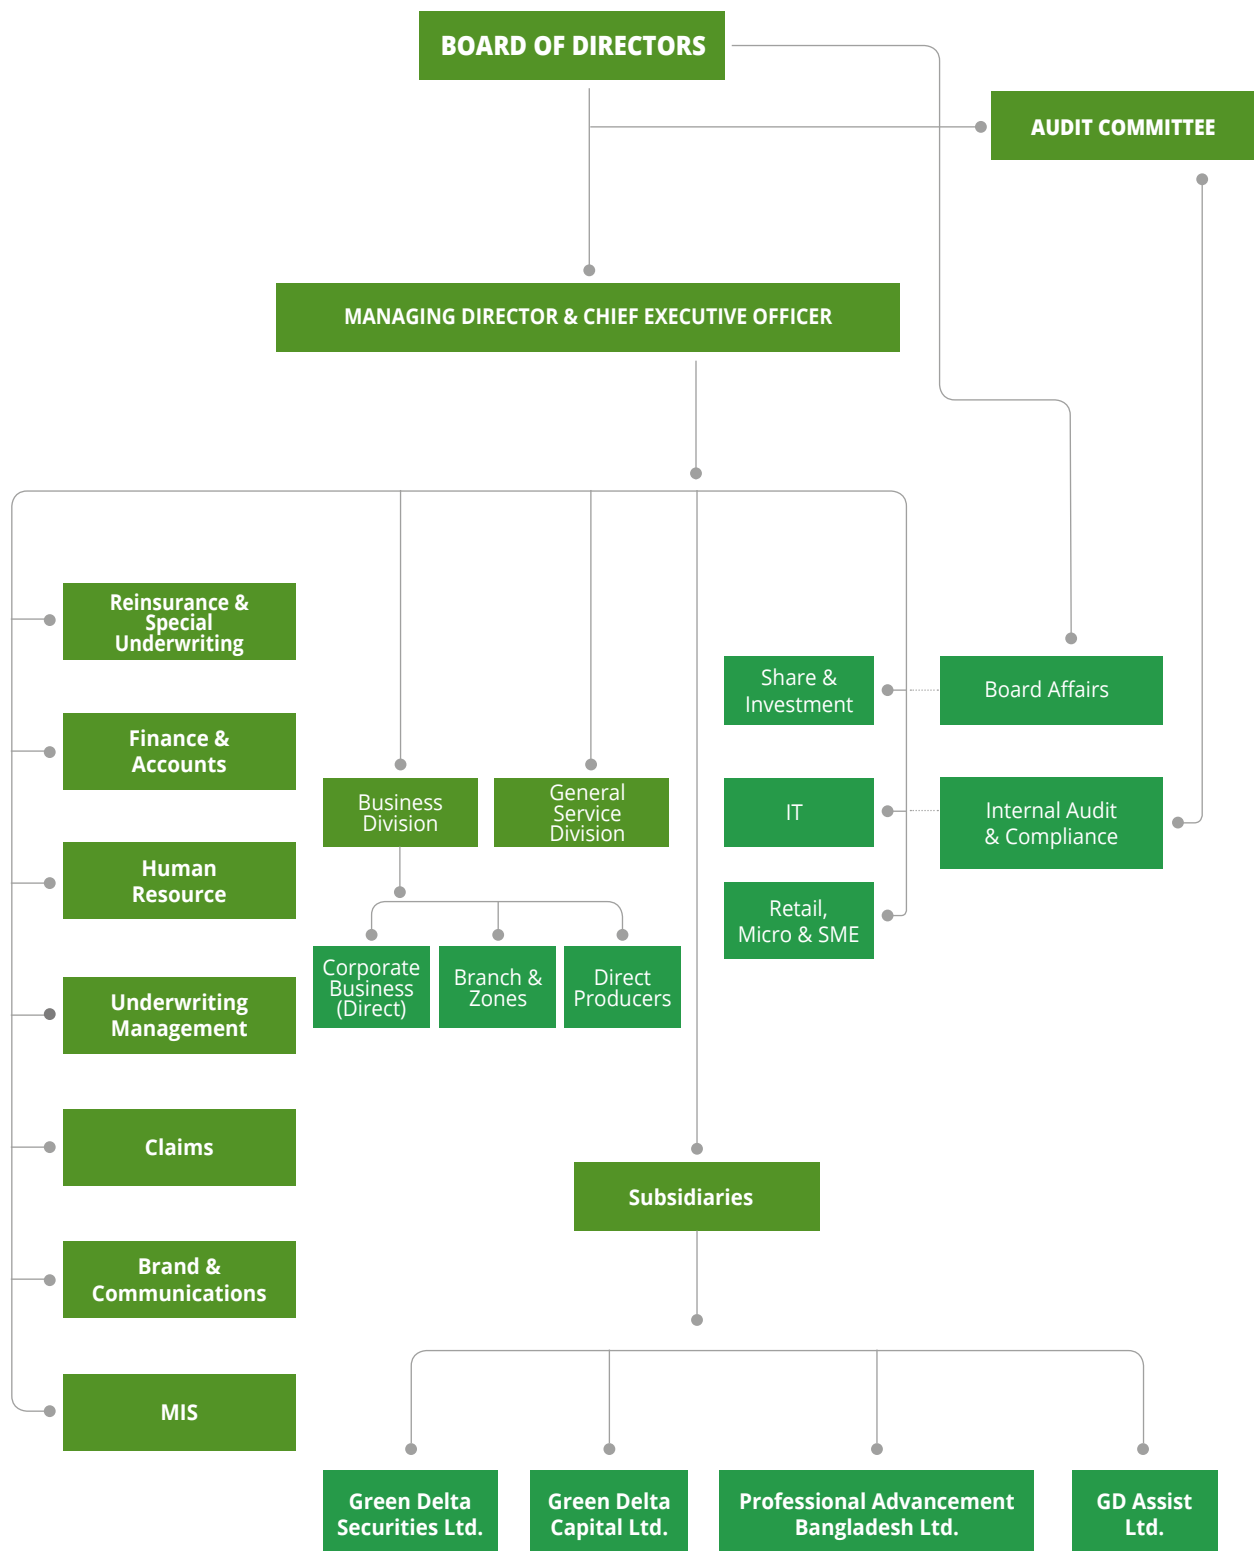 BOARD OF DIRECTORS
AUDIT COMMITTEE
MANAGING DIRECTOR & CHIEF EXECUTIVE OFFICER
Reinsurance &
Special
Underwriting
Finance &
Accounts
Human
Resource
Underwriting
Management
Claims
Brand &
Communications
MIS
Business
Division
General
Service
Division
Corporate
Business
(Direct)
Branch &
Zones
Direct
Producers
Share &
Investment
IT
Retail,
Micro & SME
Board Affairs
Internal Audit
& Compliance
Subsidiaries
Green Delta
Securities Ltd.
Green Delta
Capital Ltd.
Professional Advancement
Bangladesh Ltd.
GD Assist
Ltd.